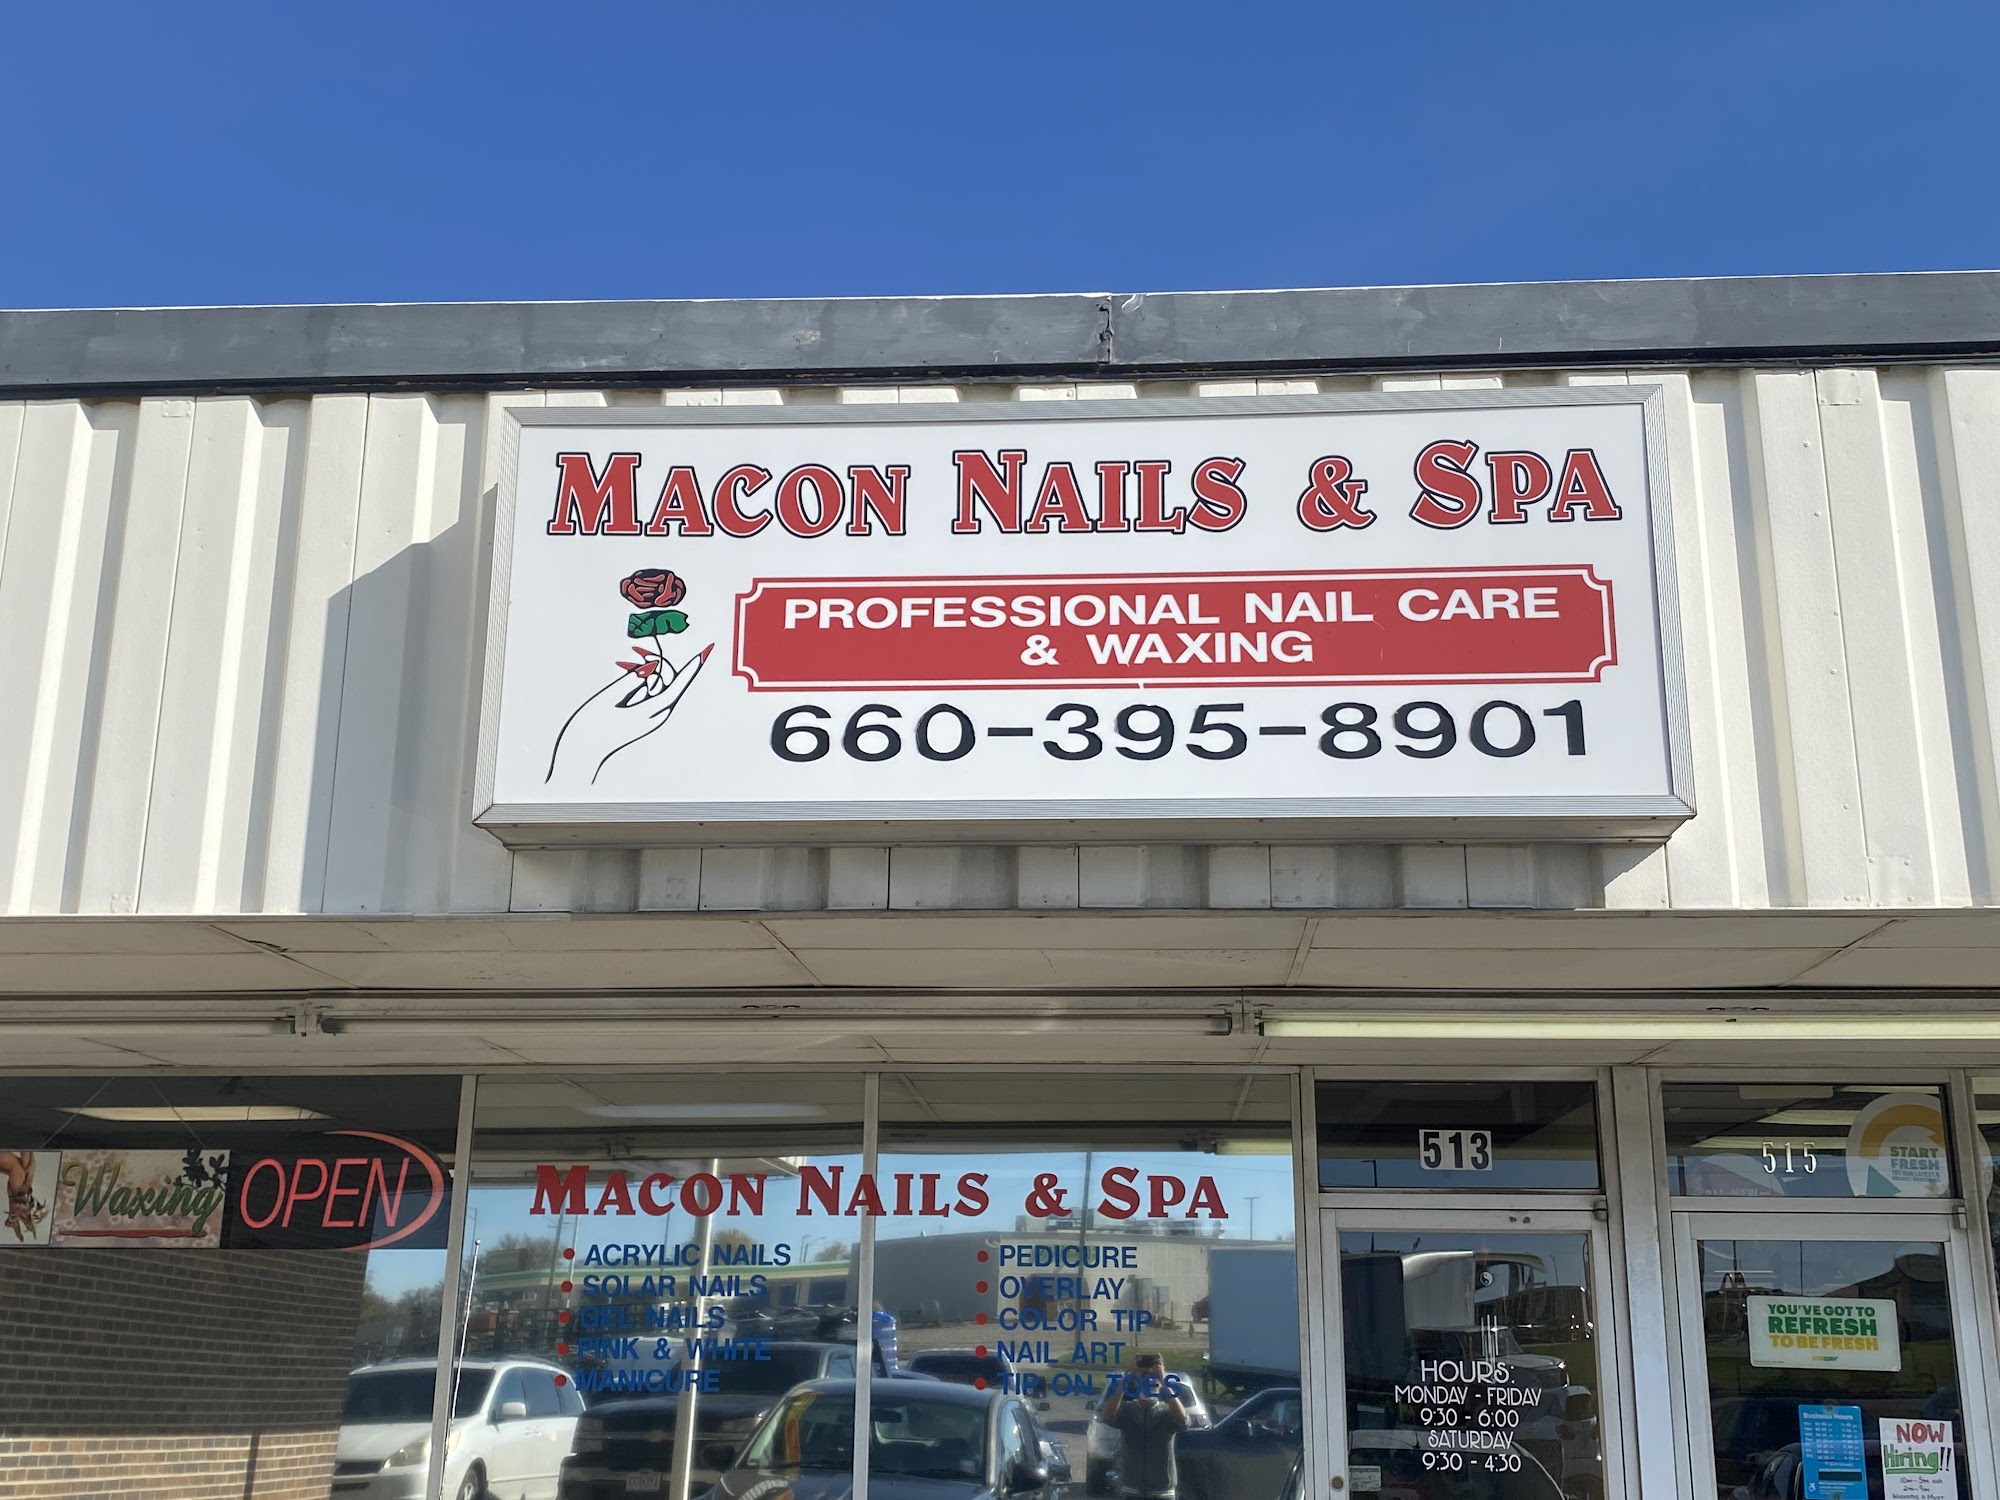 MACON NAILS & SPA
PROFESSIONAL NAIL CARE
& WAXING
660-395-8901
Waxing
OPEN
MACON NAILS & SPA
• ACRYLIC NAILS
• SOLAR NAILS
• GEL NAILS
• PINK & WHITE
• MANICURE
• PEDICURE
• OVERLAY
• COLOR TIP
• NAIL ART
• TIP ON TOES
513
HOURS:
MONDAY - FRIDAY
9:30 - 6:00
SATURDAY
9:30 - 4:30
515
START
FRESH
YOU'VE GOT TO
REFRESH
TO BE FRESH
SUBWAY
Business Hours
NOW
Hiring!!